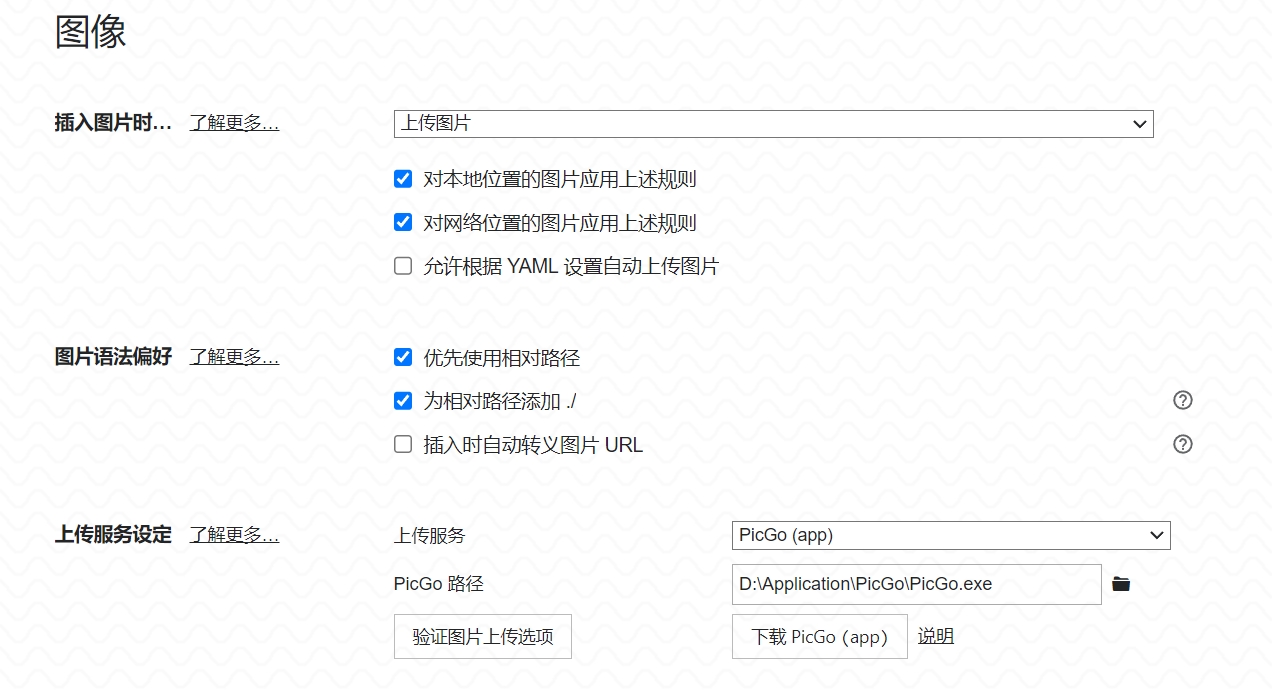 图像
插入图片时... 了解更多... 上传图片
对本地位置的图片应用上述规则
对网络位置的图片应用上述规则
允许根据 YAML 设置自动上传图片
图片语法偏好 了解更多... 优先使用相对路径
为相对路径添加 ./
插入时自动转义图片 URL
上传服务设定 了解更多... 上传服务 PicGo (app)
PicGo 路径 D:\Application\PicGo\PicGo.exe
验证图片上传选项 下载 PicGo (app) 说明